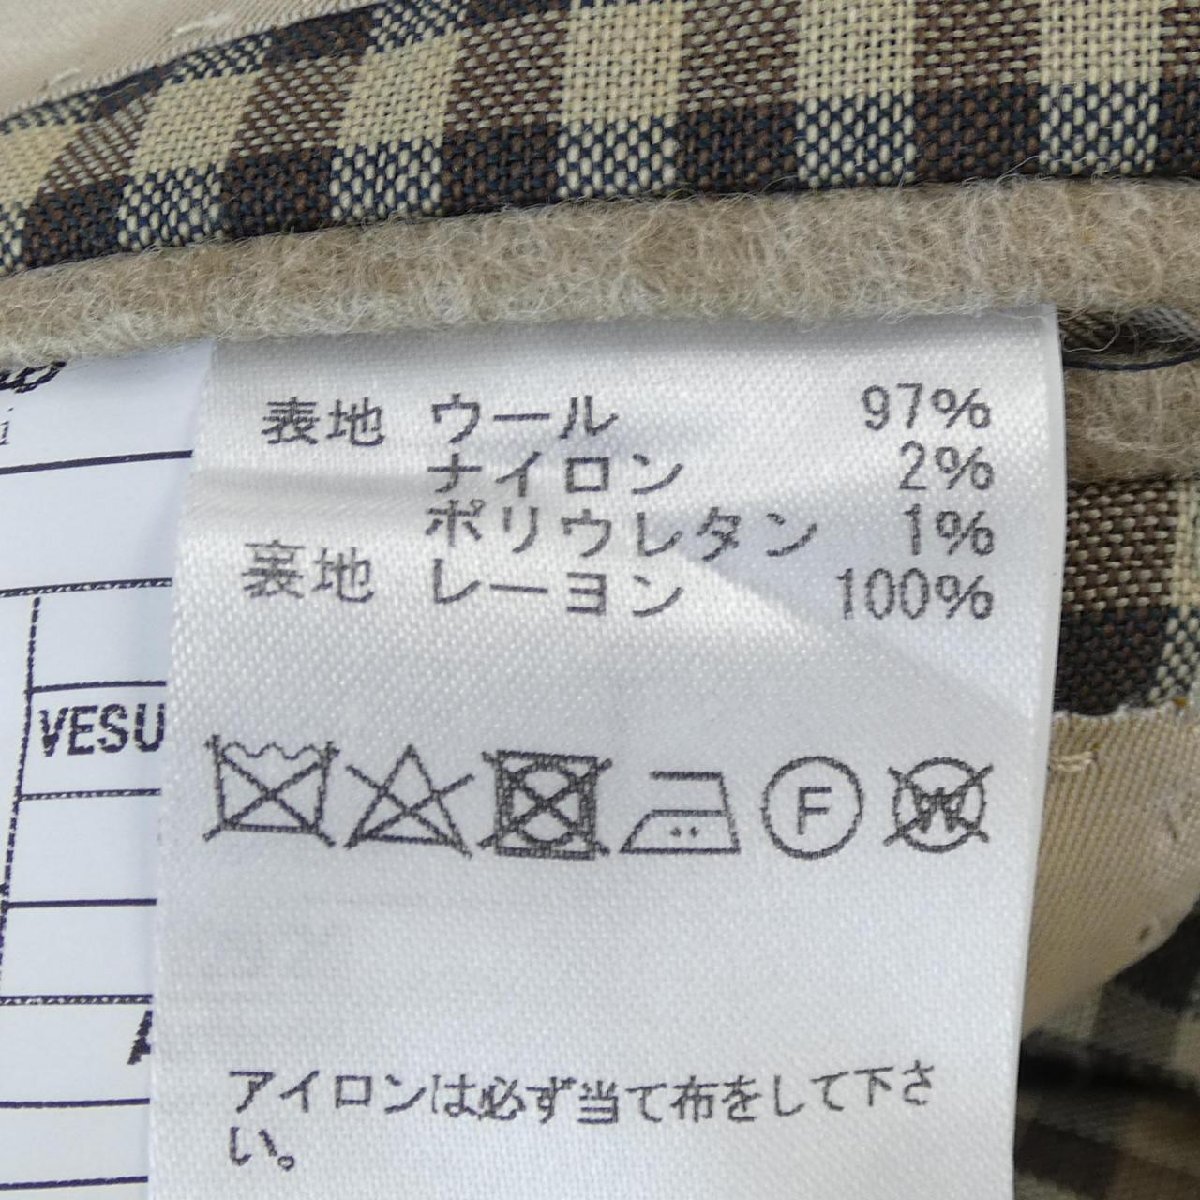 表地 ウール 97%
ナイロン 2%
ポリウレタン 1%
裏地 レーヨン 100%
VESU
F
W
アイロンは必ず当て布をして下さ
い。